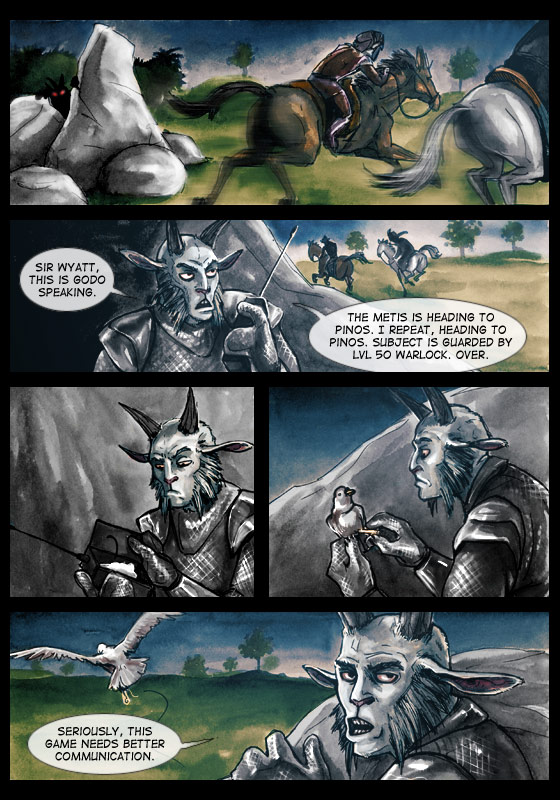 SIR WYATT,
THIS IS GODO
SPEAKING.
THE METIS IS HEADING TO
PINOS. I REPEAT, HEADING TO
PINOS. SUBJECT IS GUARDED BY
LVL 50 WARLOCK. OVER.
SERIOUSLY, THIS
GAME NEEDS BETTER
COMMUNICATION.